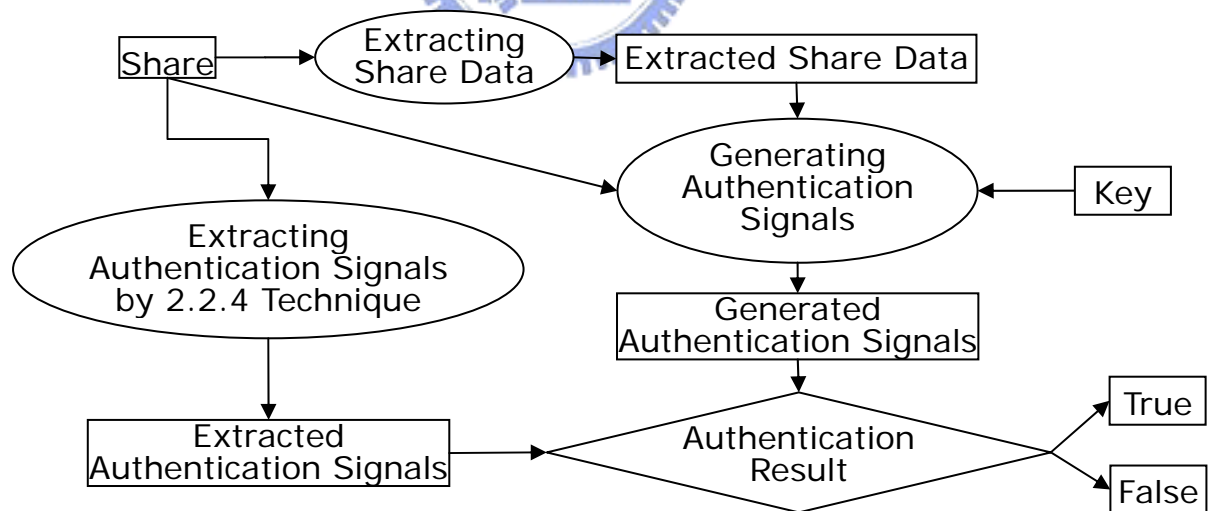 Share
Extracting
Share Data
Extracted Share Data
Generating
Authentication
Signals
Key
Extracting
Authentication Signals
by 2.2.4 Technique
Generated
Authentication Signals
Extracted
Authentication Signals
Authentication
Result
True
False